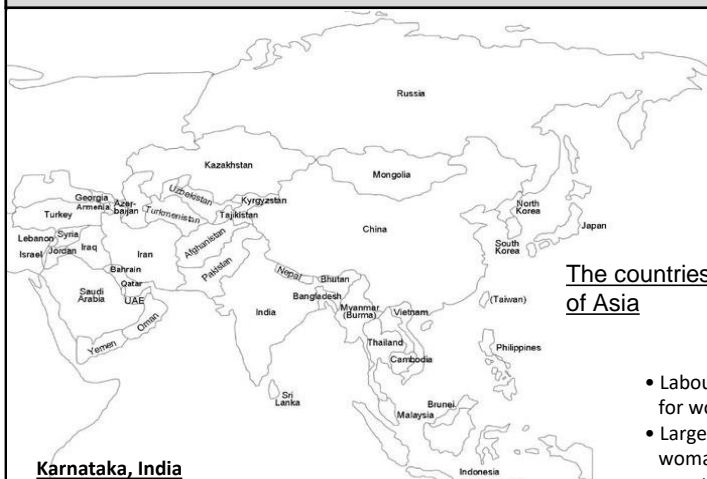 Russia
Kazakhstan
Mongolia
Uzbekistan
Kyrgyzstan
Georgia
Armenia
Azer-
baijan
Turkmenistan
Tajikistan
Turkey
North
Korea
Japan
China
South
Korea
Lebanon
Syria
Israel
Jordan
Iraq
Iran
Afghanistan
Pakistan
Bahrain
Qatar
UAE
Saudi
Arabia
Oman
Yemen
Nepal
Bhutan
Bangladesh
India
Myanmar
(Burma)
Vietnam
(Taiwan)
Thailand
Cambodia
Philippines
Sri
Lanka
Brunei
Malaysia
Indonesia
The countries
of Asia
• Labou
for wo
• Large
woma
Karnataka, India